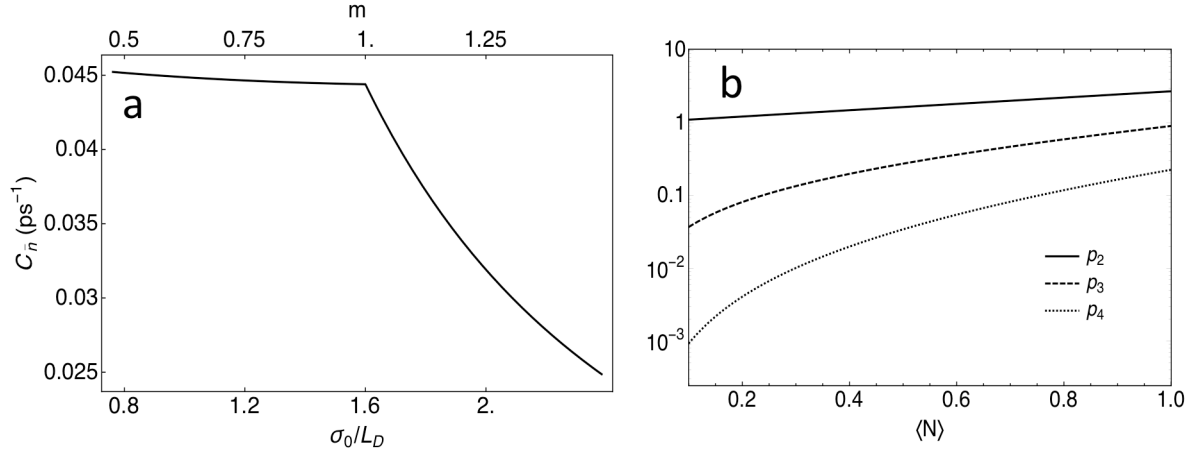 m
0.5 0.75 1. 1.25
a
0.045
0.04
0.035
0.03
0.025
C_n̄ (ps⁻¹)
0.8 1.2 1.6 2.
σ₀/L_D
b
10
1
0.1
10⁻²
10⁻³
p₂
p₃
p₄
0.2 0.4 0.6 0.8 1.0
⟨N⟩